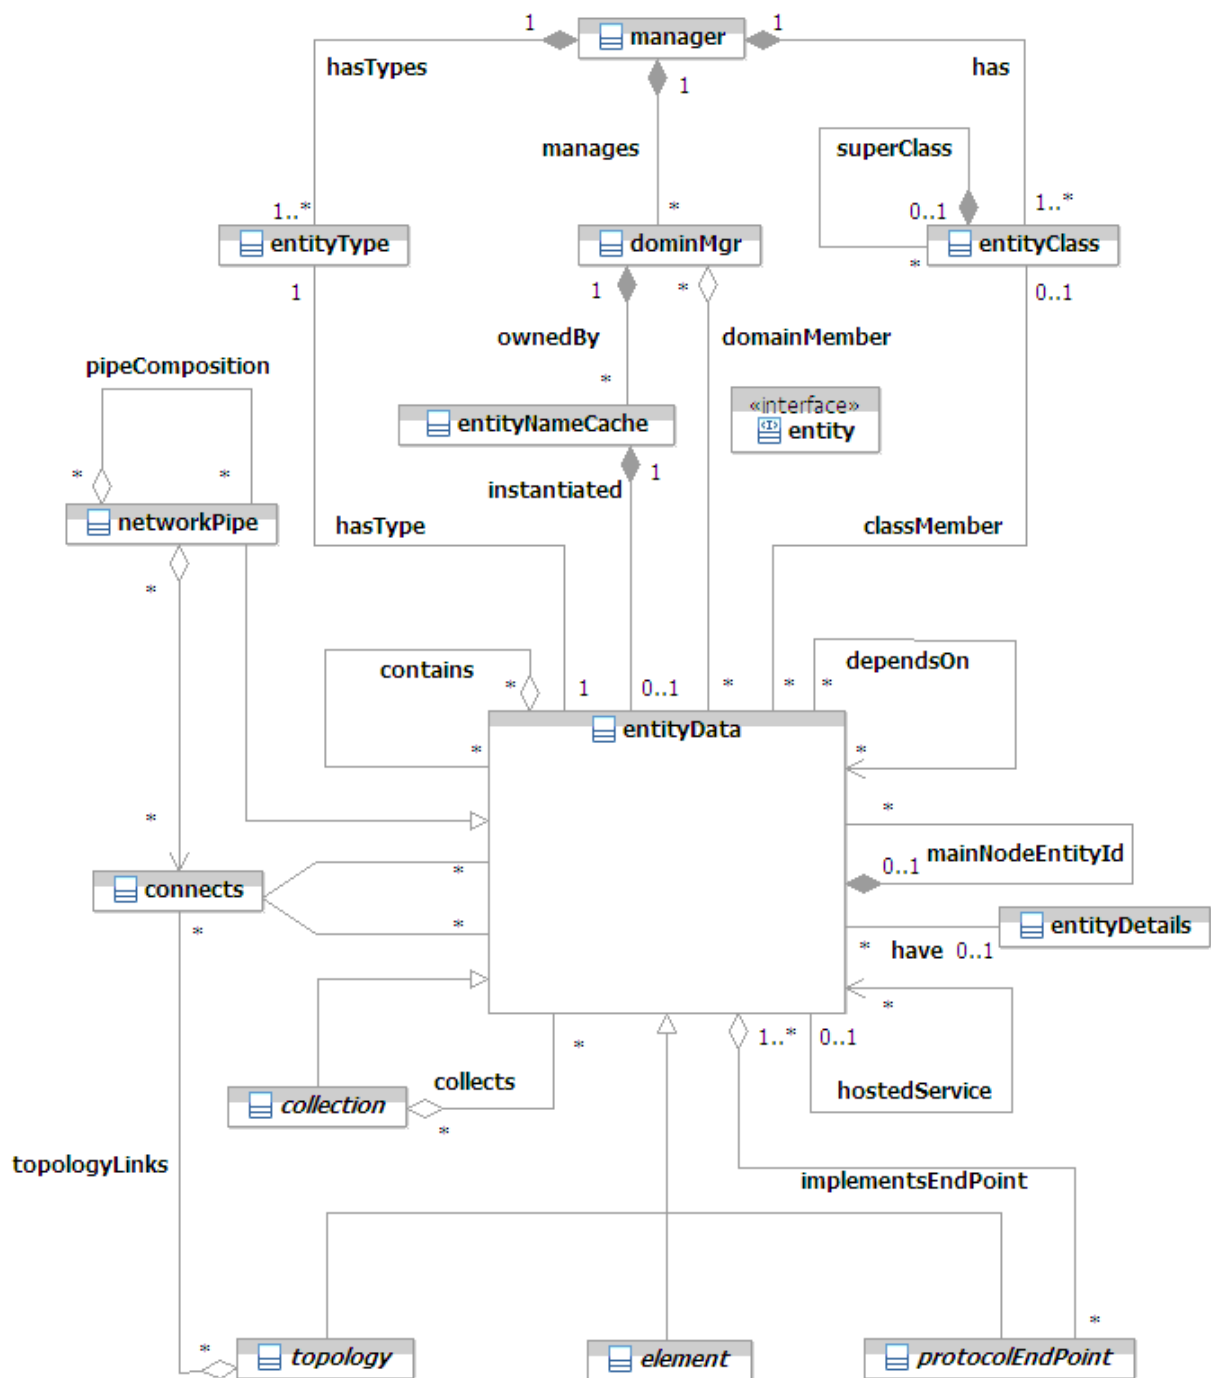 1
manager
1
hasTypes
1
has
manages
superClass
1..*
*
0..1
1..*
entityType
dominMgr
entityClass
*
1
1
*
0..1
ownedBy
domainMember
pipeComposition
*
«interface»
entityNameCache
entity
*
*
1
instantiated
networkPipe
hasType
classMember
*
contains
*
1
0..1
*
*
*
dependsOn
entityData
*
*
*
*
mainNodeEntityId
*
0..1
connects
*
*
entityDetails
*
have
0..1
*
*
1..*
0..1
collects
hostedService
collection
*
topologyLinks
implementsEndPoint
*
*
topology
element
protocolEndPoint